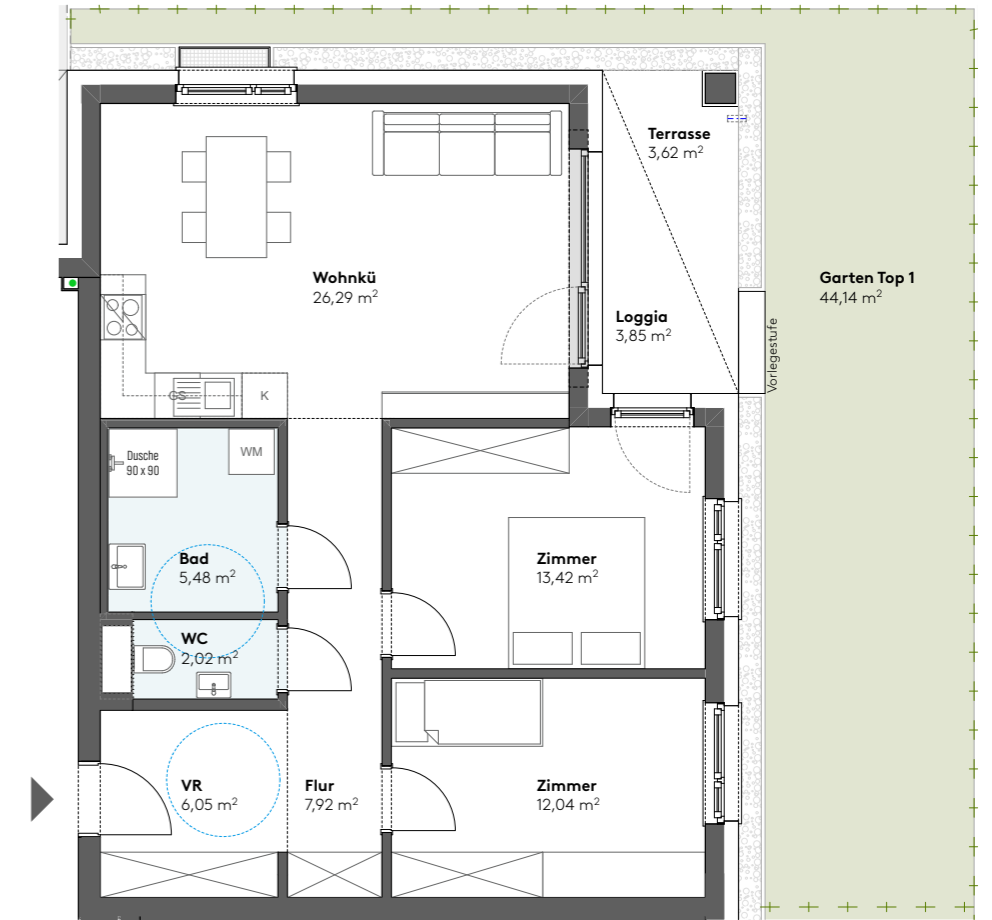 Terrasse
3,62 m²
Wohnkü
26,29 m²
Garten Top 1
44,14 m²
Loggia
3,85 m²
Vorlegestufe
GS
K
Dusche
90 x 90
WM
Bad
5,48 m²
Zimmer
13,42 m²
WC
2,02 m²
VR
6,05 m²
Flur
7,92 m²
Zimmer
12,04 m²